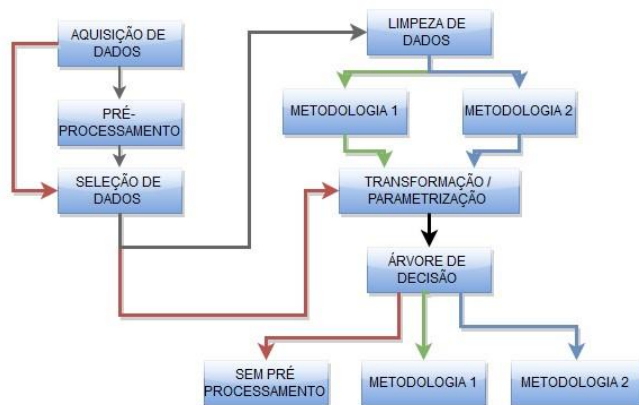 AQUISIÇÃO DE
DADOS
PRÉ-
PROCESSAMENTO
SELEÇÃO DE
DADOS
LIMPEZA DE
DADOS
METODOLOGIA 1
METODOLOGIA 2
TRANSFORMAÇÃO /
PARAMETRIZAÇÃO
ÁRVORE DE
DECISÃO
SEM PRÉ
PROCESSAMENTO
METODOLOGIA 1
METODOLOGIA 2